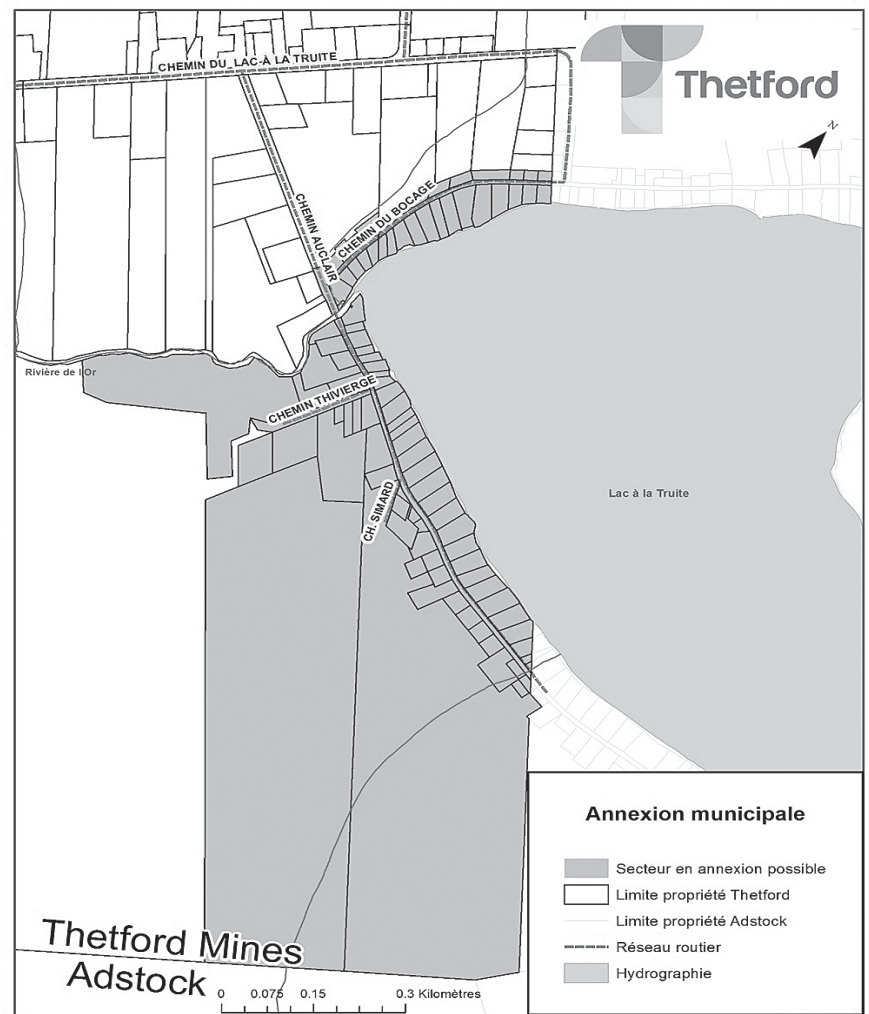 CHEMIN DU LAC-À LA TRUITE
Thetford
N
CHEMIN AUCLAIR
CHEMIN DU BOCAGE
Rivière de l'Or
CHEMIN THIVIERGE
CH. SIMARD
Lac à la Truite
Annexion municipale
Secteur en annexion possible
Limite propriété Thetford
Limite propriété Adstock
Réseau routier
Hydrographie
Thetford Mines
Adstock
0 0.075 0.15 0.3 Kilomètres